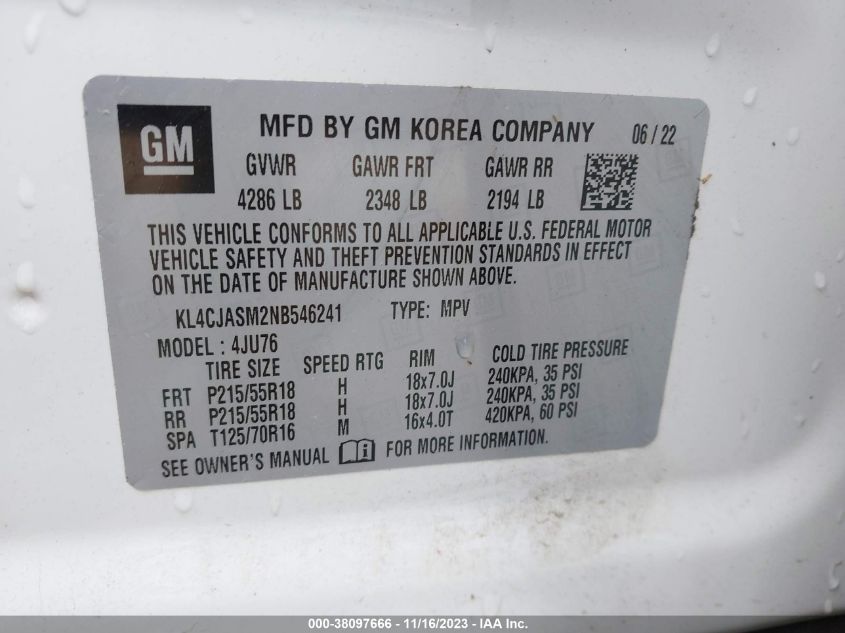 GM
MFD BY GM KOREA COMPANY 06 / 22
GVWR GAWR FRT GAWR RR
4286 LB 2348 LB 2194 LB
THIS VEHICLE CONFORMS TO ALL APPLICABLE U.S. FEDERAL MOTOR
VEHICLE SAFETY AND THEFT PREVENTION STANDARDS IN EFFECT
ON THE DATE OF MANUFACTURE SHOWN ABOVE.
KL4CJASM2NB546241 TYPE: MPV
MODEL : 4JU76
TIRE SIZE SPEED RTG RIM COLD TIRE PRESSURE
FRT P215/55R18 H 18x7.0J 240KPA, 35 PSI
RR P215/55R18 H 18x7.0J 240KPA, 35 PSI
SPA T125/70R16 M 16x4.0T 420KPA, 60 PSI
SEE OWNER'S MANUAL FOR MORE INFORMATION.
000-38097666 - 11/16/2023 - IAA Inc.